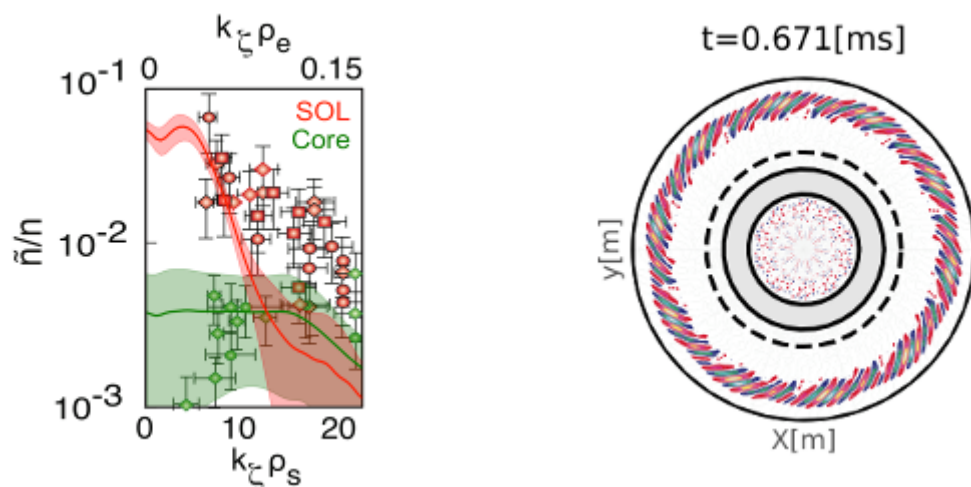 k_ζ ρ_e
0 0.15
10^-1
SOL
Core
10^-2
ñ/n
10^-3
0 10 20
k_ζ ρ_s
t=0.671[ms]
y[m]
X[m]